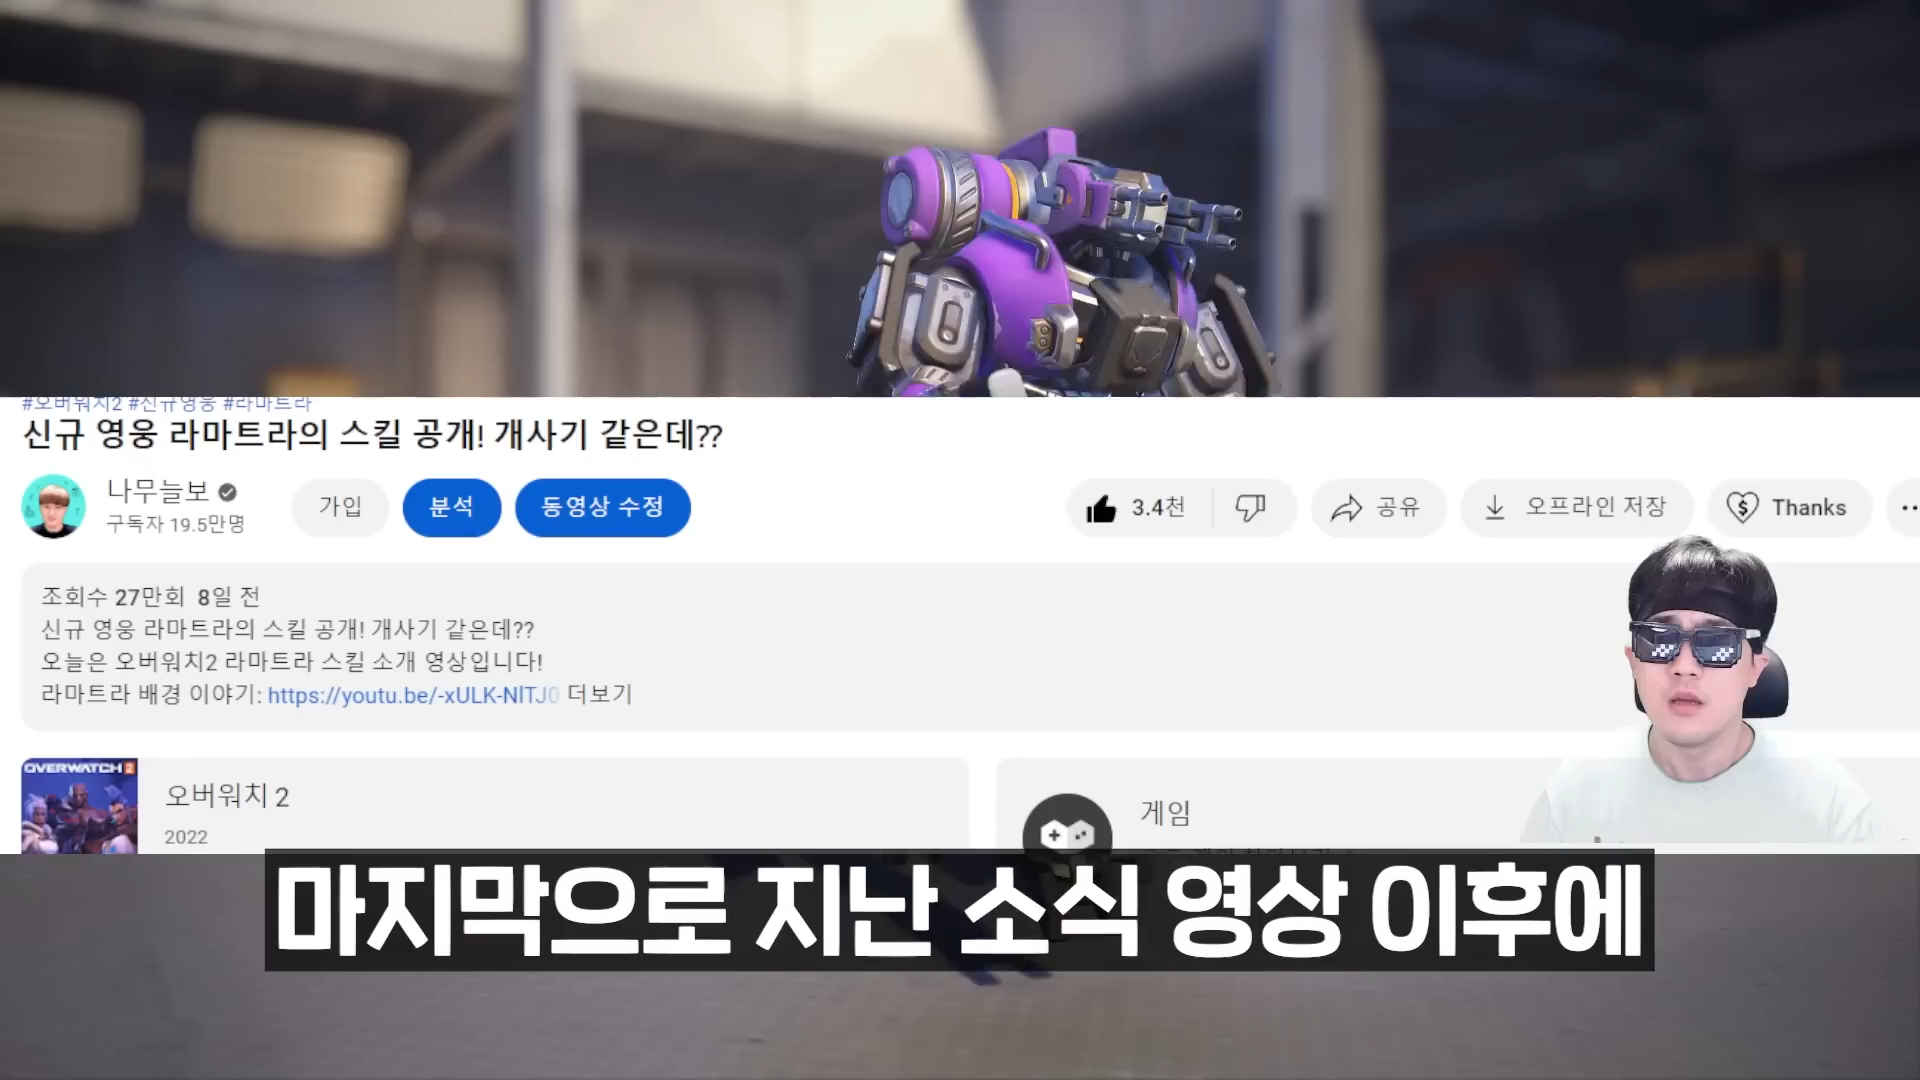 #오버워치2 #신규영웅 #라마트라
신규 영웅 라마트라의 스킬 공개! 개사기 같은데??
나무늘보
구독자 19.5만명
가입
분석
동영상 수정
3.4천
공유
오프라인 저장
Thanks
조회수 27만회 8일 전
신규 영웅 라마트라의 스킬 공개! 개사기 같은데??
오늘은 오버워치2 라마트라 스킬 소개 영상입니다!
라마트라 배경 이야기: https://youtu.be/-xULK-NlTJ0 더보기
OVERWATCH 2
오버워치 2
2022
게임
마지막으로 지난 소식 영상 이후에